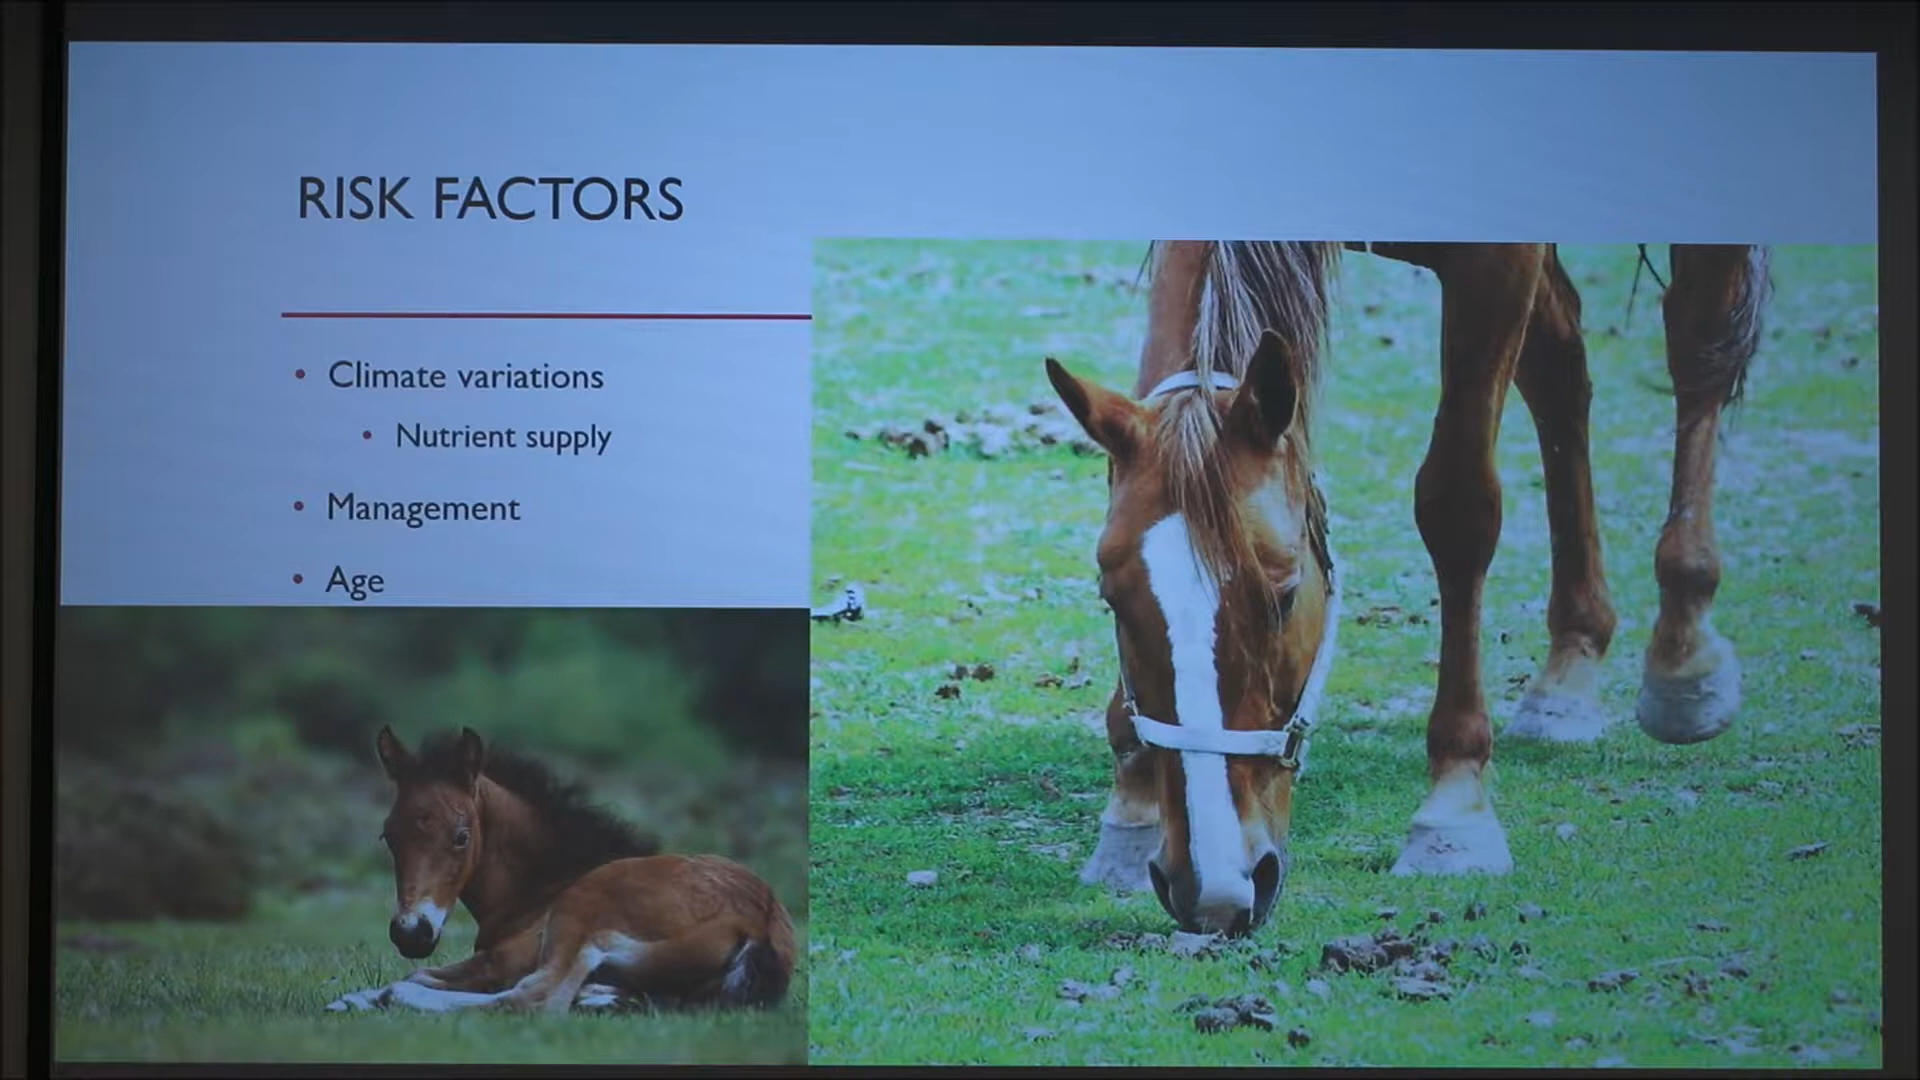 RISK FACTORS
• Climate variations
• Nutrient supply
• Management
• Age